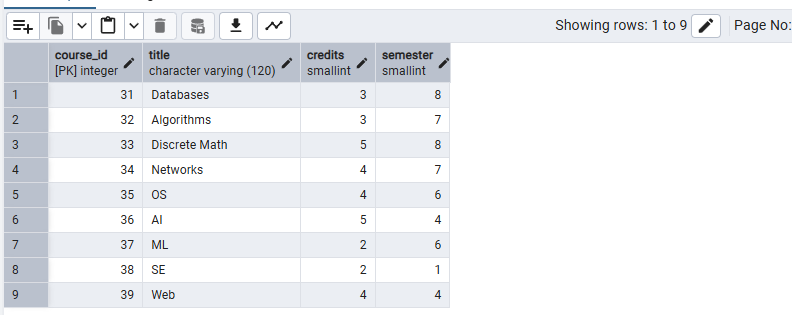 Showing rows: 1 to 9 Page No:
course_id title credits semester
[PK] integer character varying (120) smallint smallint
1 31 Databases 3 8
2 32 Algorithms 3 7
3 33 Discrete Math 5 8
4 34 Networks 4 7
5 35 OS 4 6
6 36 AI 5 4
7 37 ML 2 6
8 38 SE 2 1
9 39 Web 4 4